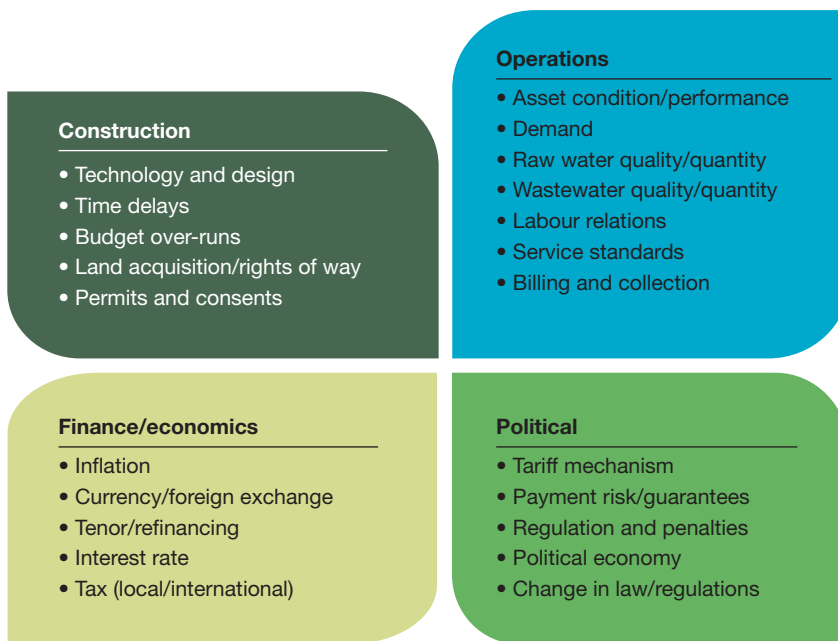 Construction
• Technology and design
• Time delays
• Budget over-runs
• Land acquisition/rights of way
• Permits and consents
Operations
• Asset condition/performance
• Demand
• Raw water quality/quantity
• Wastewater quality/quantity
• Labour relations
• Service standards
• Billing and collection
Finance/economics
• Inflation
• Currency/foreign exchange
• Tenor/refinancing
• Interest rate
• Tax (local/international)
Political
• Tariff mechanism
• Payment risk/guarantees
• Regulation and penalties
• Political economy
• Change in law/regulations